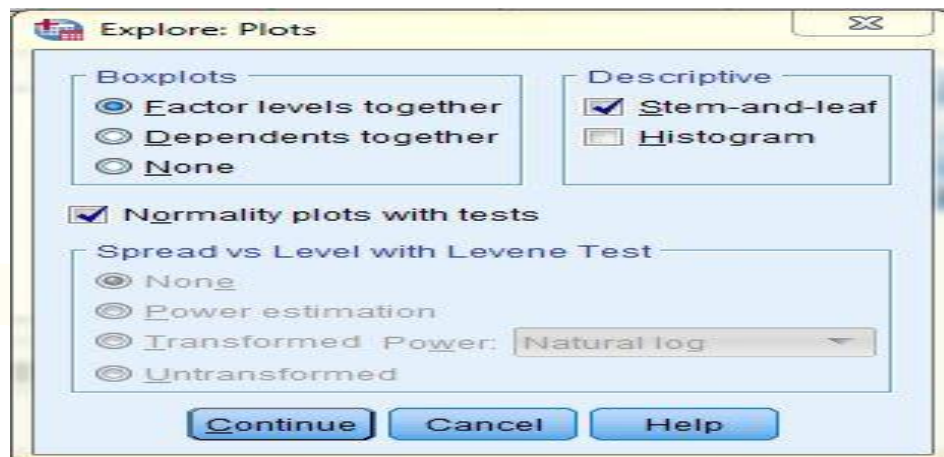 Explore: Plots
Boxplots
Factor levels together
Dependents together
None
Descriptive
Stem-and-leaf
Histogram
Normality plots with tests
Spread vs Level with Levene Test
None
Power estimation
Transformed Power: Natural log
Untransformed
Continue Cancel Help